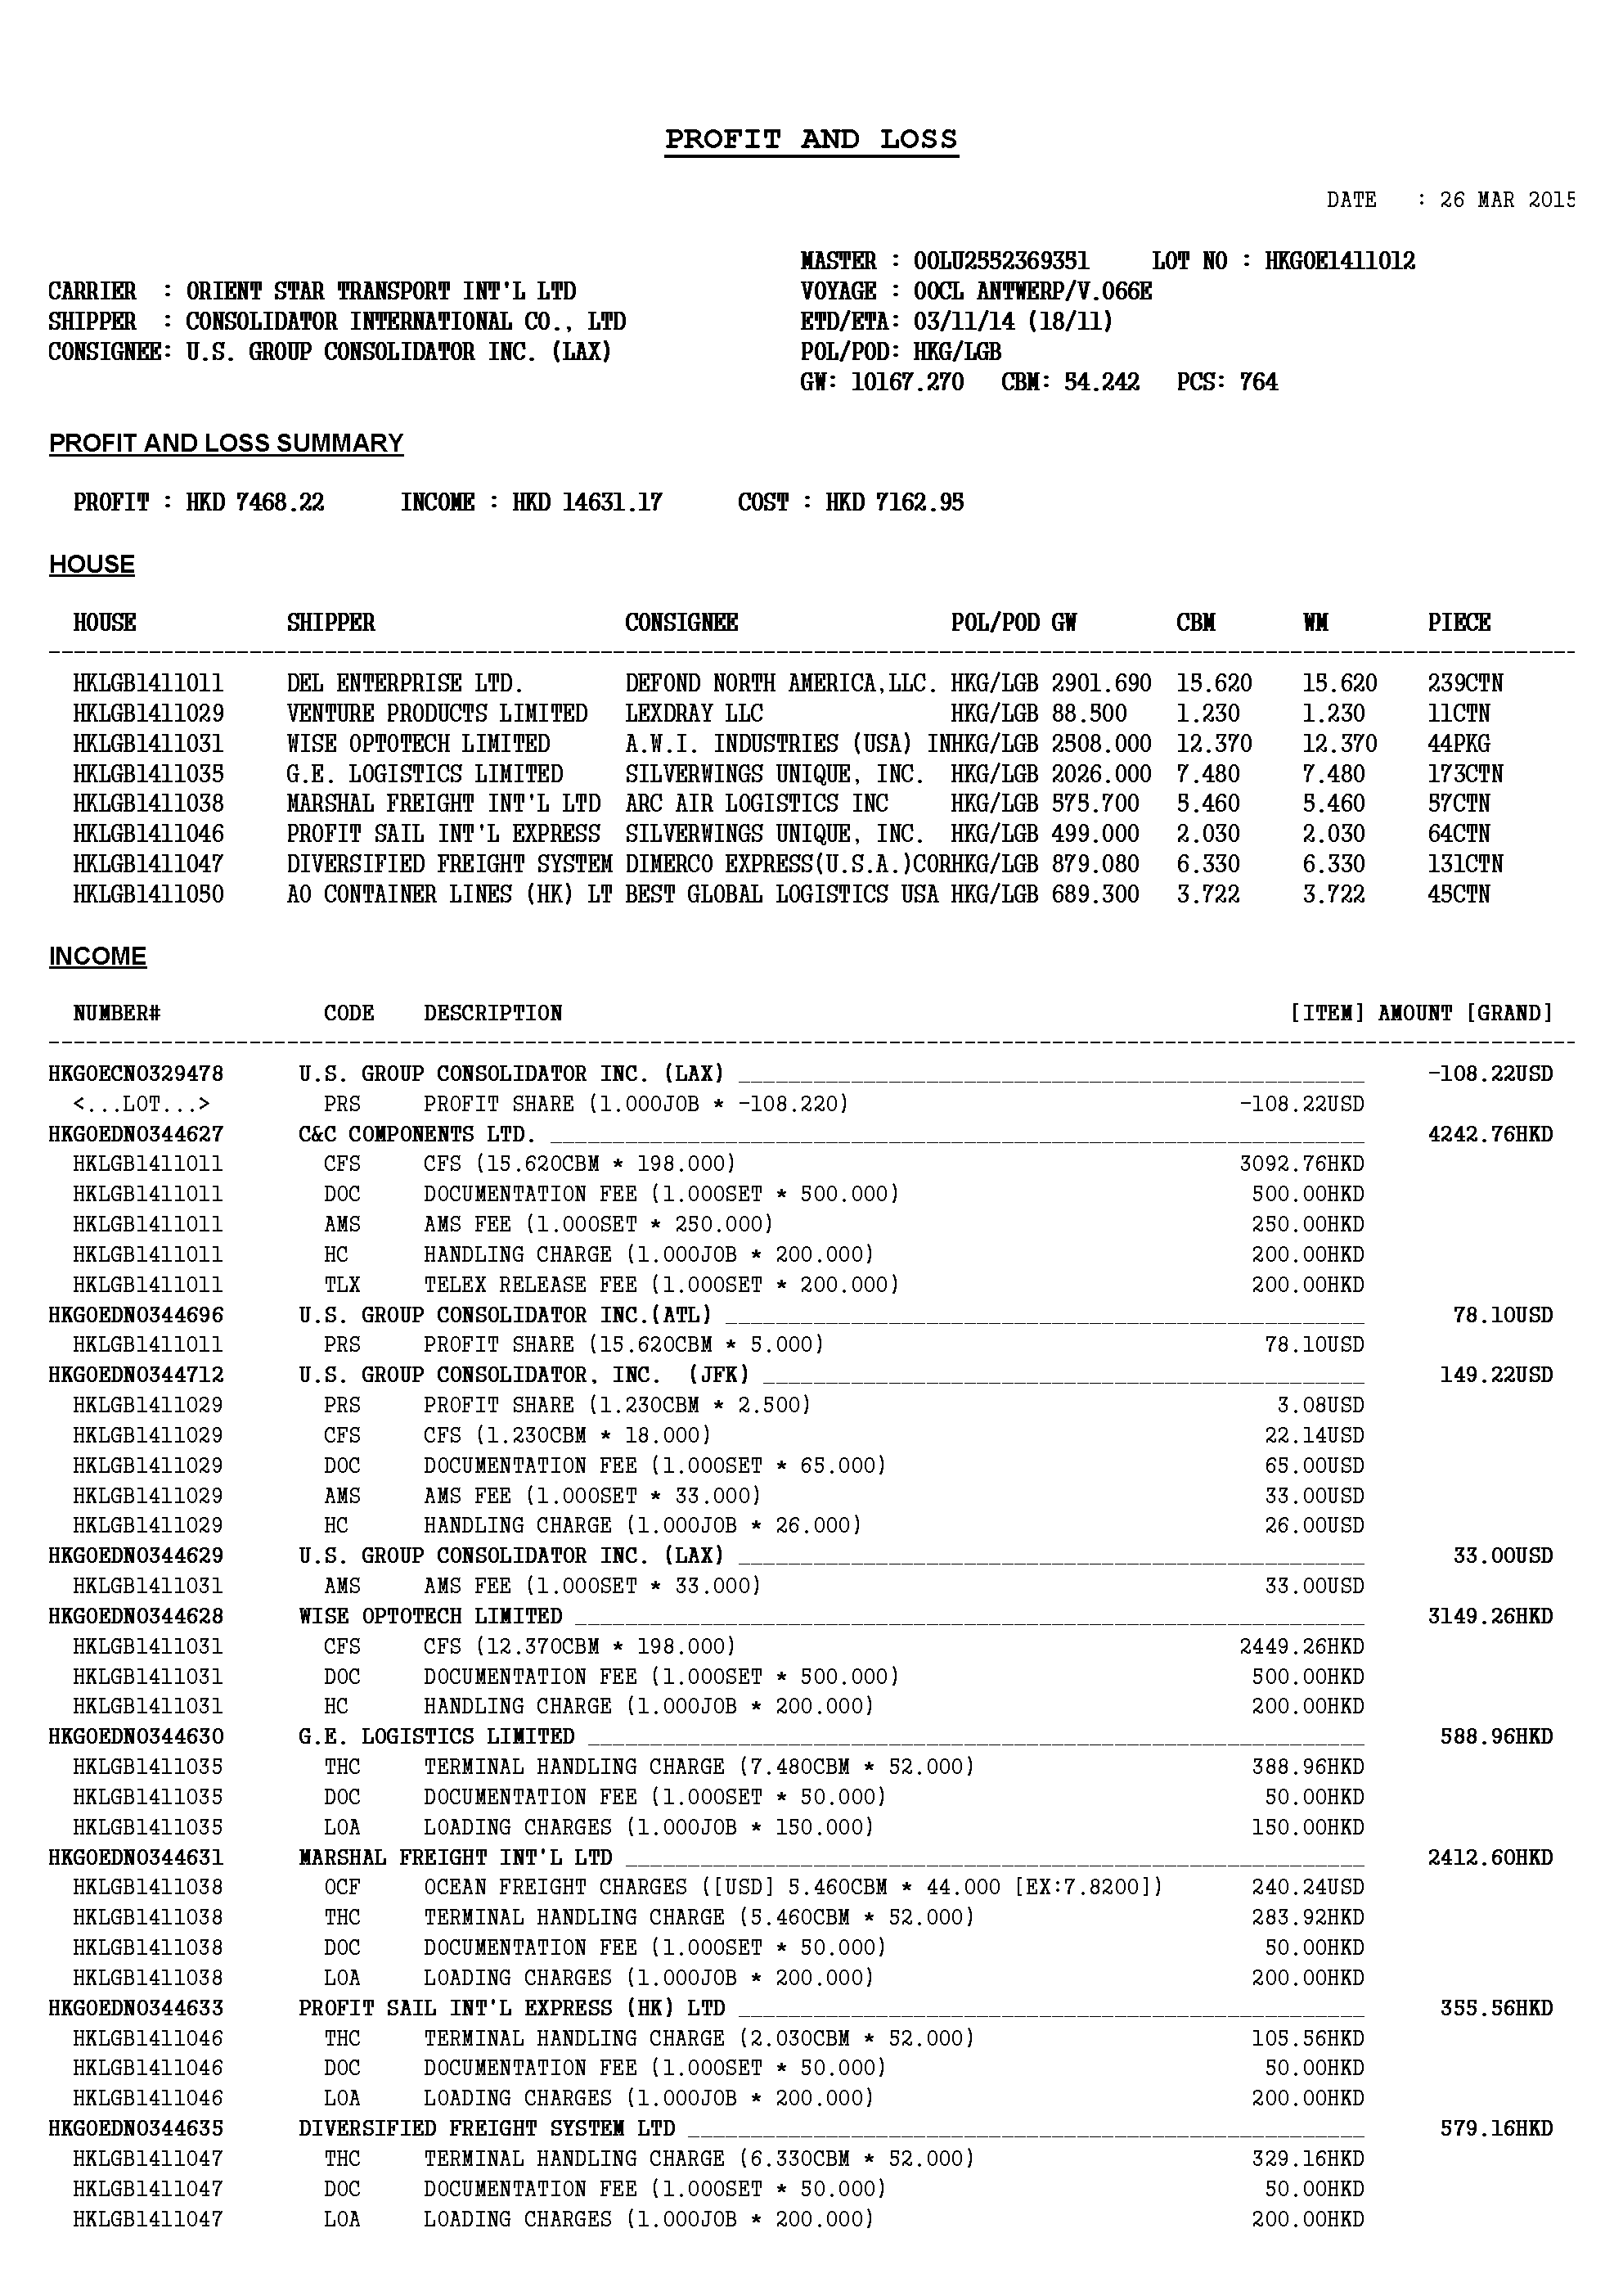 PROFIT AND LOSS
DATE : 26 MAR 2015
MASTER : OOLU2552369351 LOT NO : HKGOE1411012
CARRIER : ORIENT STAR TRANSPORT INT'L LTD VOYAGE : OOCL ANTWERP/V.066E
SHIPPER : CONSOLIDATOR INTERNATIONAL CO., LTD ETD/ETA: 03/11/14 (18/11)
CONSIGNEE: U.S. GROUP CONSOLIDATOR INC. (LAX) POL/POD: HKG/LGB
GW: 10167.270 CBM: 54.242 PCS: 764
PROFIT AND LOSS SUMMARY
PROFIT : HKD 7468.22 INCOME : HKD 14631.17 COST : HKD 7162.95
HOUSE
HOUSE SHIPPER CONSIGNEE POL/POD GW CBM WM PIECE
HKLGB1411011 DEL ENTERPRISE LTD. DEFOND NORTH AMERICA,LLC. HKG/LGB 2901.690 15.620 15.620 239CTN
HKLGB1411029 VENTURE PRODUCTS LIMITED LEXDRAY LLC HKG/LGB 88.500 1.230 1.230 11CTN
HKLGB1411031 WISE OPTOTECH LIMITED A.W.I. INDUSTRIES (USA) INHKG/LGB 2508.000 12.370 12.370 44PKG
HKLGB1411035 G.E. LOGISTICS LIMITED SILVERWINGS UNIQUE, INC. HKG/LGB 2026.000 7.480 7.480 173CTN
HKLGB1411038 MARSHAL FREIGHT INT'L LTD ARC AIR LOGISTICS INC HKG/LGB 575.700 5.460 5.460 57CTN
HKLGB1411046 PROFIT SAIL INT'L EXPRESS SILVERWINGS UNIQUE, INC. HKG/LGB 499.000 2.030 2.030 64CTN
HKLGB1411047 DIVERSIFIED FREIGHT SYSTEM DIMERCO EXPRESS(U.S.A.)CORHKG/LGB 879.080 6.330 6.330 131CTN
HKLGB1411050 AO CONTAINER LINES (HK) LT BEST GLOBAL LOGISTICS USA HKG/LGB 689.300 3.722 3.722 45CTN
INCOME
NUMBER# CODE DESCRIPTION [ITEM] AMOUNT [GRAND]
HKGOECN0329478 U.S. GROUP CONSOLIDATOR INC. (LAX) -108.22USD
<...LOT...> PRS PROFIT SHARE (1.000JOB * -108.220) -108.22USD
HKGOEDN0344627 C&C COMPONENTS LTD. 4242.76HKD
HKLGB1411011 CFS CFS (15.620CBM * 198.000) 3092.76HKD
HKLGB1411011 DOC DOCUMENTATION FEE (1.000SET * 500.000) 500.00HKD
HKLGB1411011 AMS AMS FEE (1.000SET * 250.000) 250.00HKD
HKLGB1411011 HC HANDLING CHARGE (1.000JOB * 200.000) 200.00HKD
HKLGB1411011 TLX TELEX RELEASE FEE (1.000SET * 200.000) 200.00HKD
HKGOEDN0344696 U.S. GROUP CONSOLIDATOR INC.(ATL) 78.10USD
HKLGB1411011 PRS PROFIT SHARE (15.620CBM * 5.000) 78.10USD
HKGOEDN0344712 U.S. GROUP CONSOLIDATOR, INC. (JFK) 149.22USD
HKLGB1411029 PRS PROFIT SHARE (1.230CBM * 2.500) 3.08USD
HKLGB1411029 CFS CFS (1.230CBM * 18.000) 22.14USD
HKLGB1411029 DOC DOCUMENTATION FEE (1.000SET * 65.000) 65.00USD
HKLGB1411029 AMS AMS FEE (1.000SET * 33.000) 33.00USD
HKLGB1411029 HC HANDLING CHARGE (1.000JOB * 26.000) 26.00USD
HKGOEDN0344629 U.S. GROUP CONSOLIDATOR INC. (LAX) 33.00USD
HKLGB1411031 AMS AMS FEE (1.000SET * 33.000) 33.00USD
HKGOEDN0344628 WISE OPTOTECH LIMITED 3149.26HKD
HKLGB1411031 CFS CFS (12.370CBM * 198.000) 2449.26HKD
HKLGB1411031 DOC DOCUMENTATION FEE (1.000SET * 500.000) 500.00HKD
HKLGB1411031 HC HANDLING CHARGE (1.000JOB * 200.000) 200.00HKD
HKGOEDN0344630 G.E. LOGISTICS LIMITED 588.96HKD
HKLGB1411035 THC TERMINAL HANDLING CHARGE (7.480CBM * 52.000) 388.96HKD
HKLGB1411035 DOC DOCUMENTATION FEE (1.000SET * 50.000) 50.00HKD
HKLGB1411035 LOA LOADING CHARGES (1.000JOB * 150.000) 150.00HKD
HKGOEDN0344631 MARSHAL FREIGHT INT'L LTD 2412.60HKD
HKLGB1411038 OCF OCEAN FREIGHT CHARGES ([USD] 5.460CBM * 44.000 [EX:7.8200]) 240.24USD
HKLGB1411038 THC TERMINAL HANDLING CHARGE (5.460CBM * 52.000) 283.92HKD
HKLGB1411038 DOC DOCUMENTATION FEE (1.000SET * 50.000) 50.00HKD
HKLGB1411038 LOA LOADING CHARGES (1.000JOB * 200.000) 200.00HKD
HKGOEDN0344633 PROFIT SAIL INT'L EXPRESS (HK) LTD 355.56HKD
HKLGB1411046 THC TERMINAL HANDLING CHARGE (2.030CBM * 52.000) 105.56HKD
HKLGB1411046 DOC DOCUMENTATION FEE (1.000SET * 50.000) 50.00HKD
HKLGB1411046 LOA LOADING CHARGES (1.000JOB * 200.000) 200.00HKD
HKGOEDN0344635 DIVERSIFIED FREIGHT SYSTEM LTD 579.16HKD
HKLGB1411047 THC TERMINAL HANDLING CHARGE (6.330CBM * 52.000) 329.16HKD
HKLGB1411047 DOC DOCUMENTATION FEE (1.000SET * 50.000) 50.00HKD
HKLGB1411047 LOA LOADING CHARGES (1.000JOB * 200.000) 200.00HKD